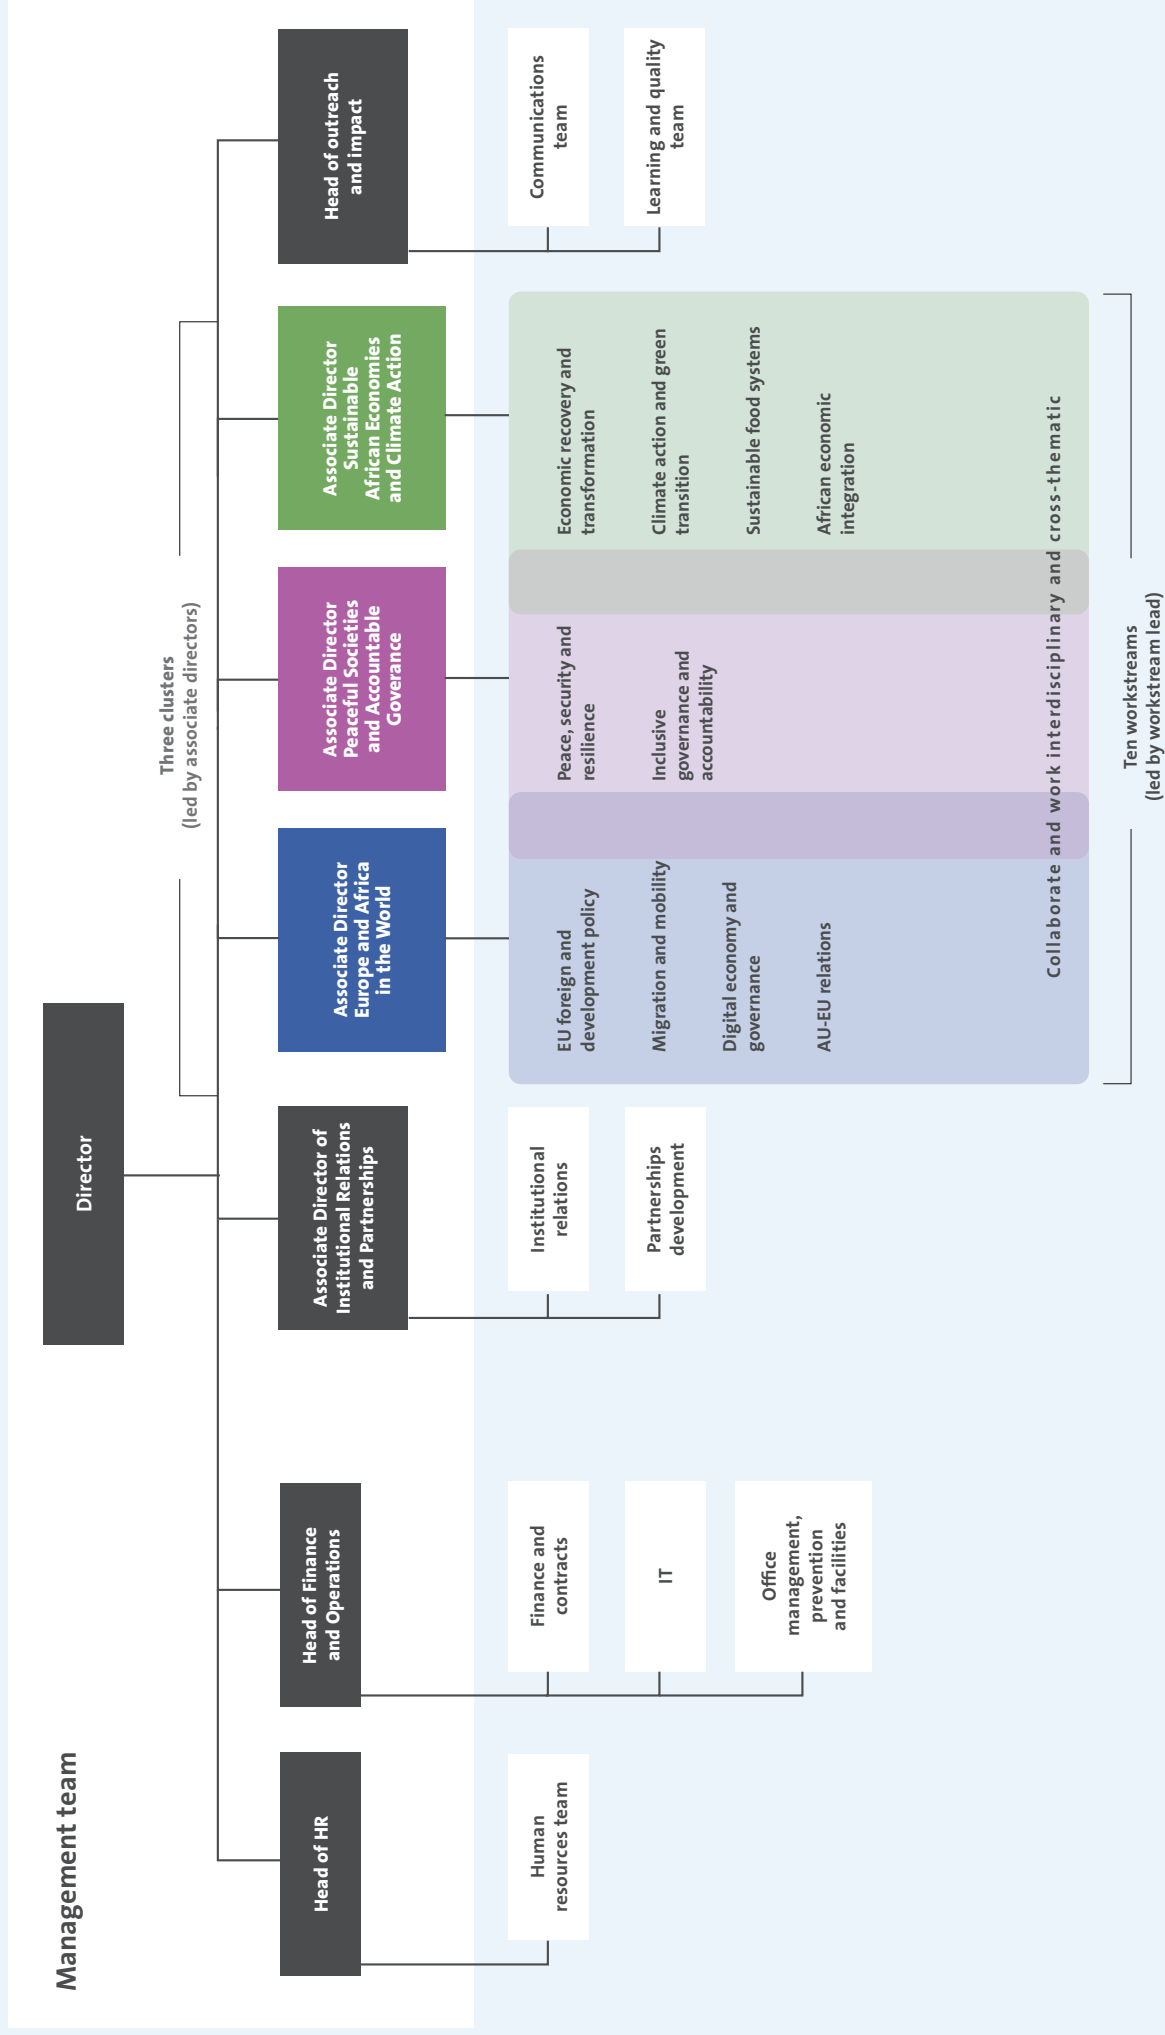 Management team
Director
Three clusters
(led by associate directors)
Head of HR
Head of Finance
and Operations
Associate Director of
Institutional Relations
and Partnerships
Associate Director
Europe and Africa
in the World
Associate Director
Peaceful Societies
and Accountable
Goverance
Associate Director
Sustainable
African Economies
and Climate Action
Head of outreach
and impact
Human
resources team
Finance and
contracts
IT
Office
management,
prevention
and facilities
Institutional
relations
Partnerships
development
EU foreign and
development policy
Migration and mobility
Digital economy and
governance
AU-EU relations
Peace, security and
resilience
Inclusive
governance and
accountability
Economic recovery and
transformation
Climate action and green
transition
Sustainable food systems
African economic
integration
Communications
team
Learning and quality
team
Collaborate and work interdisciplinary and cross-thematic
Ten workstreams
(led by workstream lead)